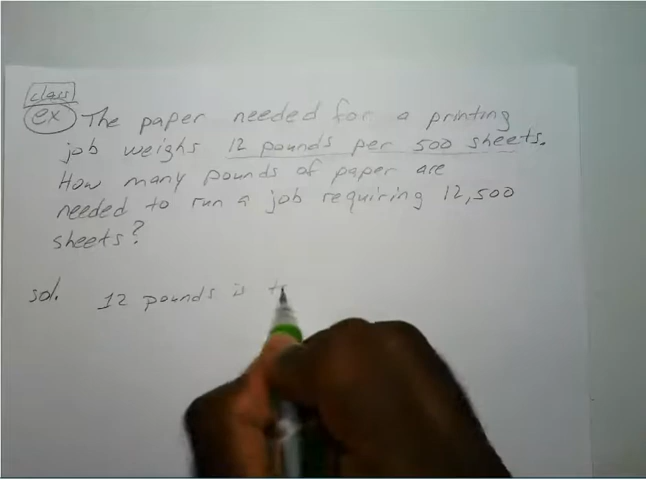 class
ex The paper needed for a printing
job weighs 12 pounds per 500 sheets.
How many pounds of paper are
needed to run a job requiring 12,500
sheets?
sol. 12 pounds is t